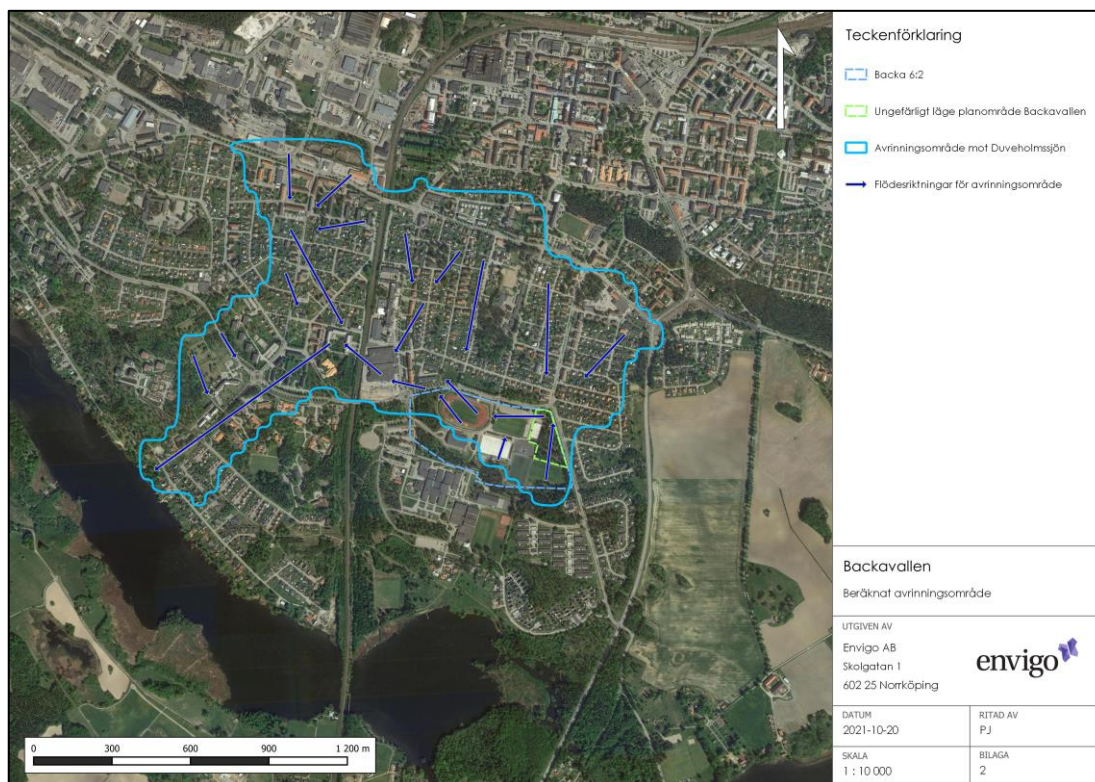 Teckenförklaring
Backa 6:2
Ungefärligt läge planområde Backavallen
Avrinningsområde mot Duveholmssjön
Flödesriktningar för avrinningsområde
Backavallen
Beräknat avrinningsområde
UTGIVEN AV
Envigo AB
Skolgatan 1
602 25 Norrköping
envigo
DATUM
2021-10-20
RITAD AV
PJ
SKALA
1 : 10 000
BILAGA
2
0 300 600 900 1 200 m